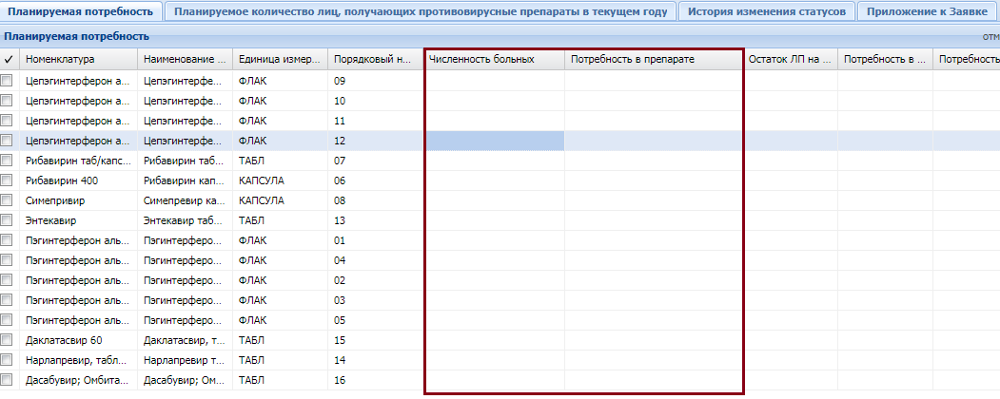 Планируемая потребность Планируемое количество лиц, получающих противовирусные препараты в текущем году История изменения статусов Приложение к Заявке
Планируемая потребность отм
Номенклатура Наименование ... Единица измер... Порядковый н... Численность больных Потребность в препарате Остаток ЛП на ... Потребность в ... Потребность
Цепэгинтерферон а... Цепэгинтерфе... ФЛАК 09
Цепэгинтерферон а... Цепэгинтерфе... ФЛАК 10
Цепэгинтерферон а... Цепэгинтерфе... ФЛАК 11
Цепэгинтерферон а... Цепэгинтерфе... ФЛАК 12
Рибавирин таб/капс... Рибавирин таб... ТАБЛ 07
Рибавирин 400 Рибавирин кап... КАПСУЛА 06
Симепривир Симепревир ка... КАПСУЛА 08
Энтекавир Энтекавир таб... ТАБЛ 13
Пэгинтерферон аль... Пэгинтерферо... ФЛАК 01
Пэгинтерферон аль... Пэгинтерферо... ФЛАК 04
Пэгинтерферон аль... Пэгинтерферо... ФЛАК 02
Пэгинтерферон аль... Пэгинтерферо... ФЛАК 03
Пэгинтерферон аль... Пэгинтерферо... ФЛАК 05
Даклатасвир 60 Даклатасвир, т... ТАБЛ 15
Нарлапревир, табл... Нарлапревир т... ТАБЛ 14
Дасабувир; Омбита... Дасабувир; Ом... ТАБЛ 16